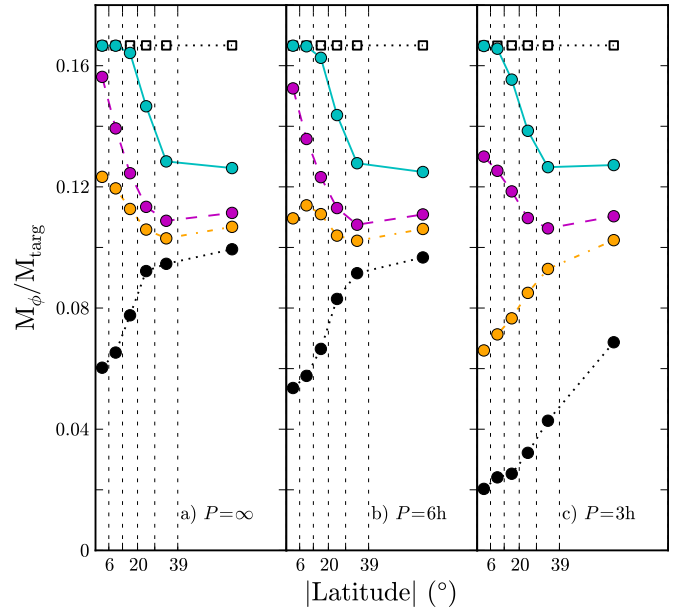 M_ϕ/M_targ
0.16
0.12
0.08
0.04
0
a) P=∞
b) P=6h
c) P=3h
6 20 39
6 20 39
6 20 39
|Latitude| (°)